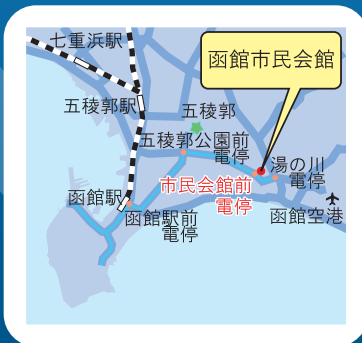 七重浜駅
函館市民会館
五稜郭駅
五稜郭
五稜郭公園前
電停
湯の川
電停
市民会館前
電停
函館駅
函館駅前
電停
函館空港